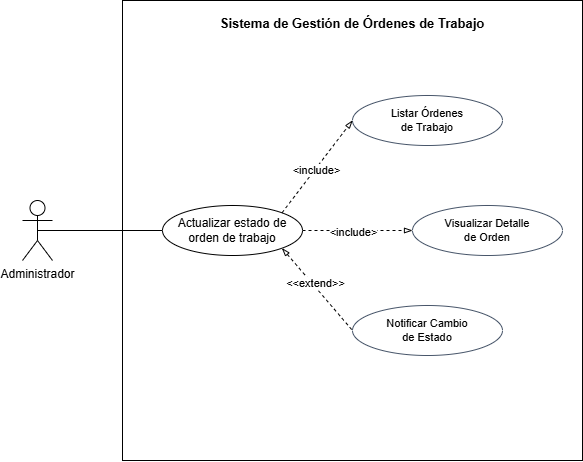 Sistema de Gestión de Órdenes de Trabajo
Listar Órdenes
de Trabajo
<include>
Actualizar estado de
orden de trabajo
<include>
Visualizar Detalle
de Orden
Administrador
<<extend>>
Notificar Cambio
de Estado